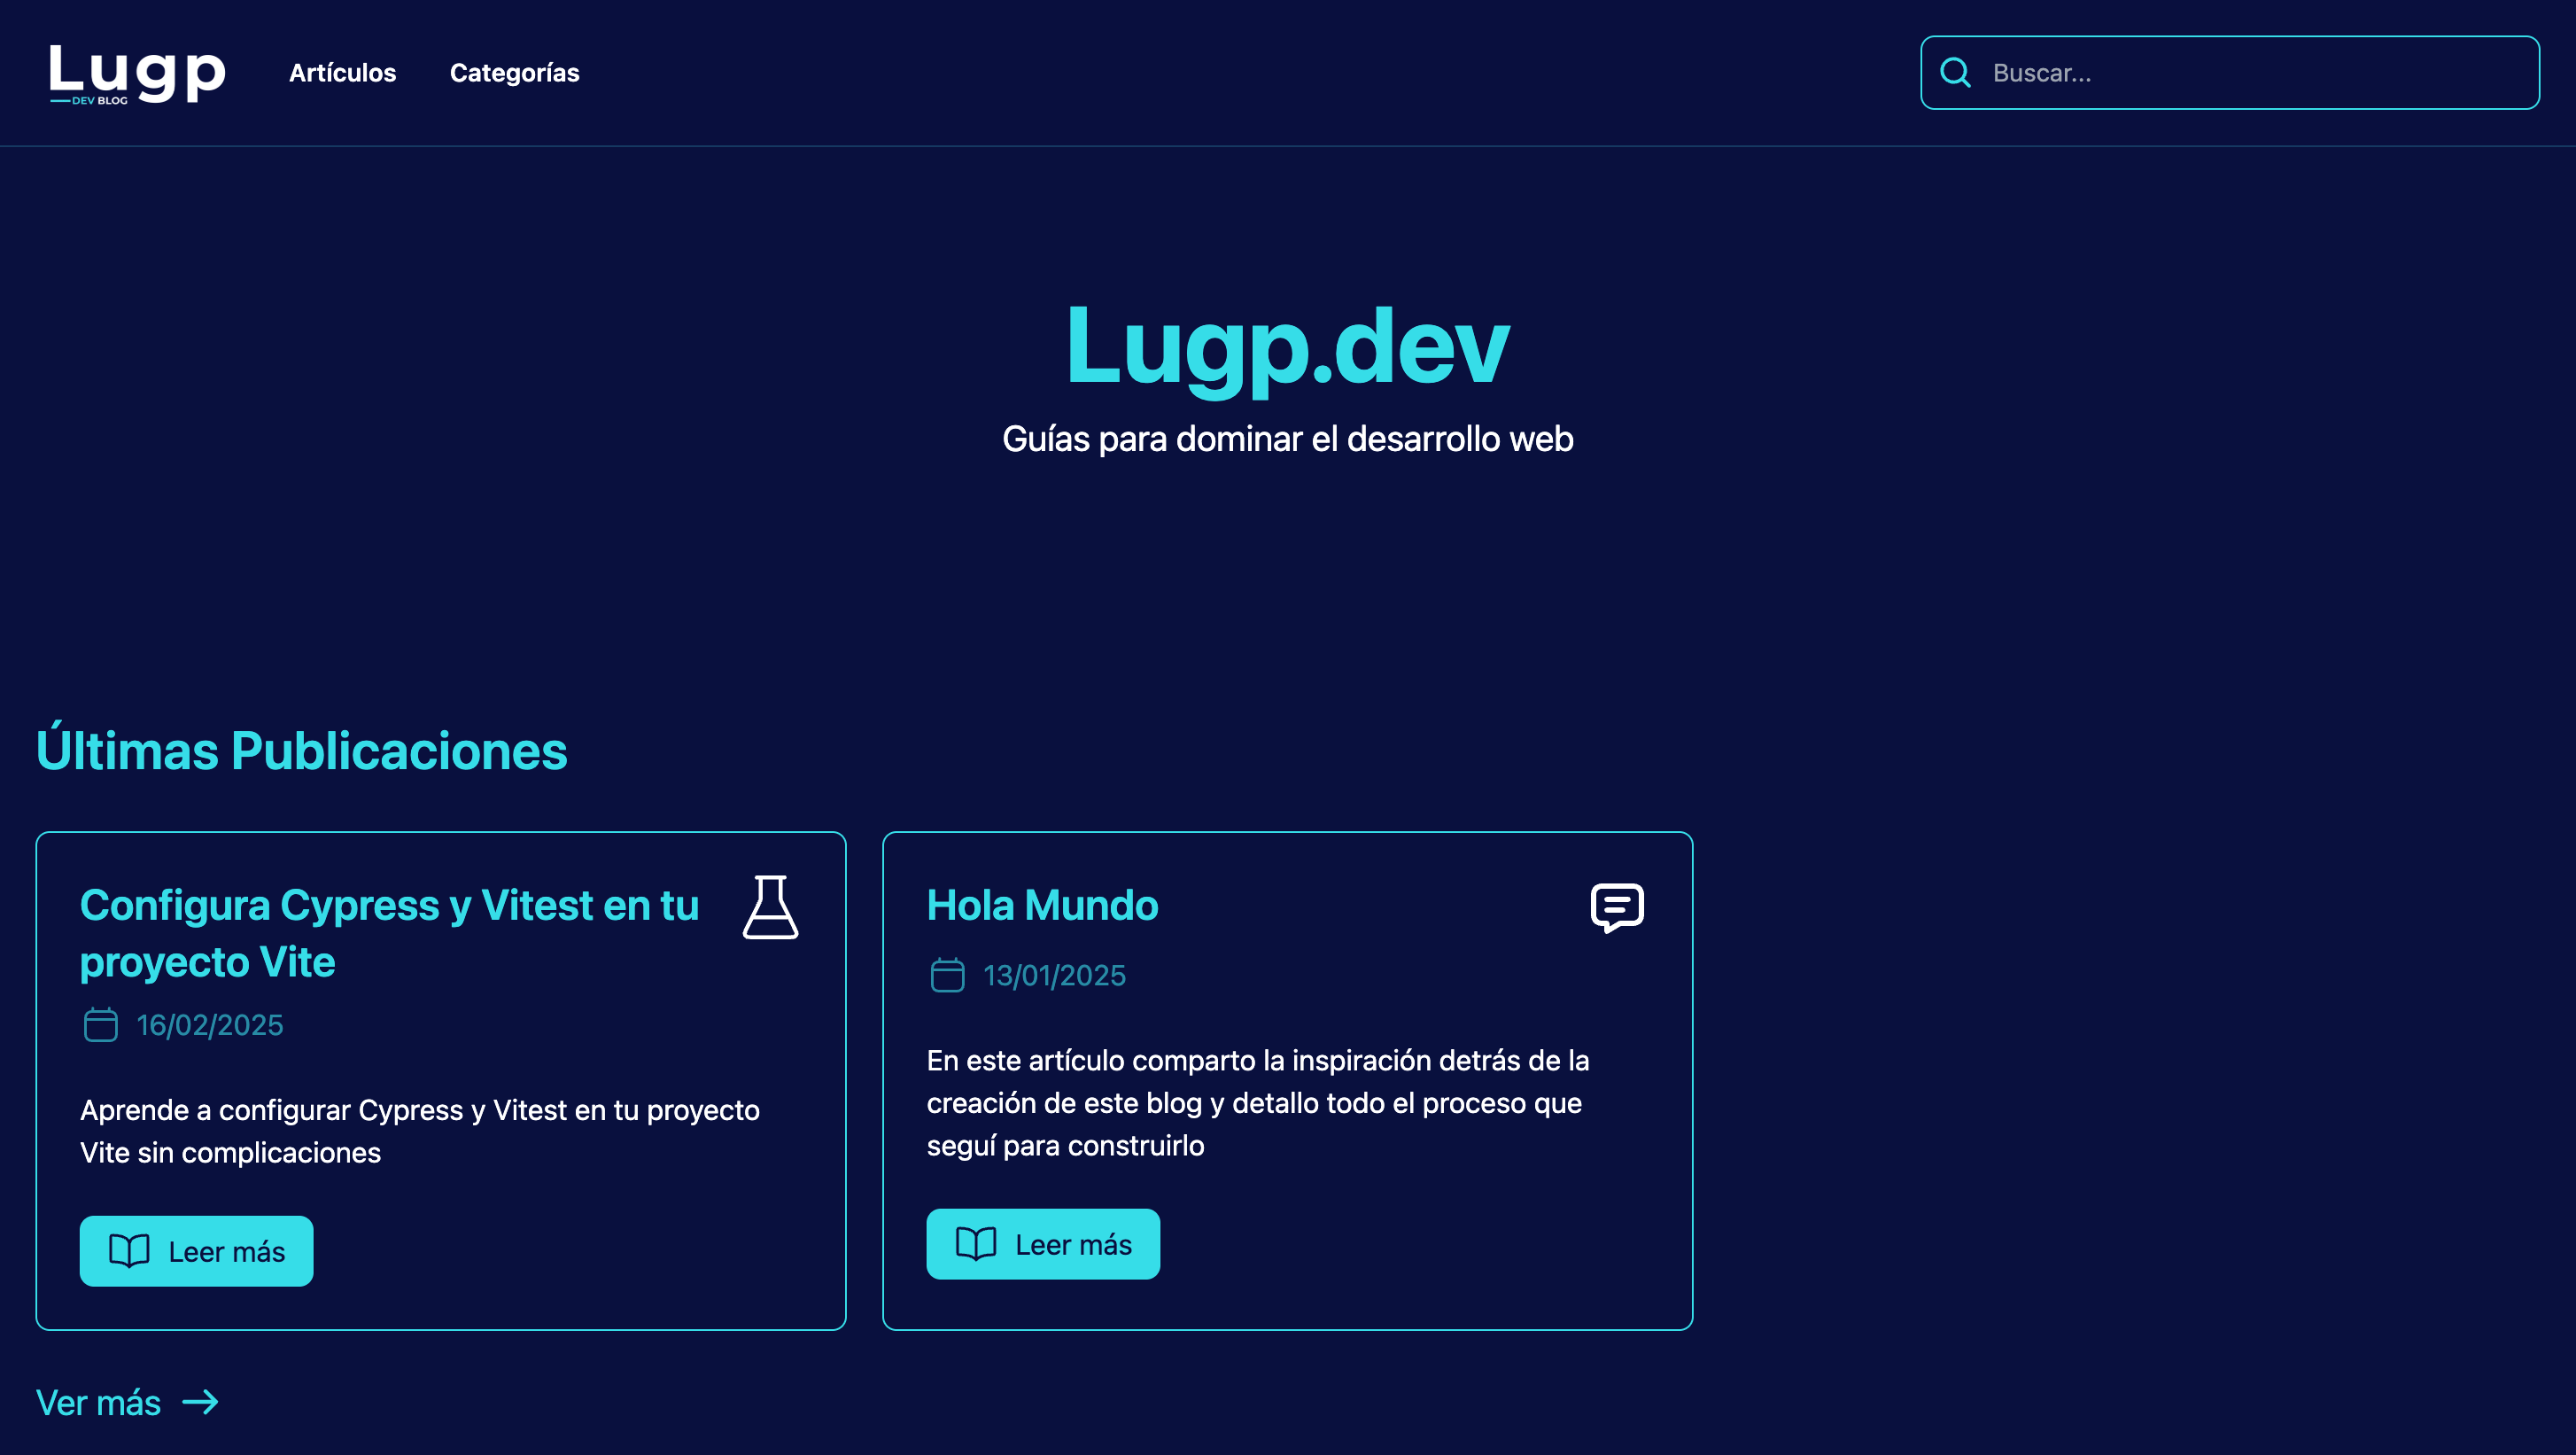 Lugp
DEV BLOG
Artículos
Categorías
Buscar...
Lugp.dev
Guías para dominar el desarrollo web
Últimas Publicaciones
Configura Cypress y Vitest en tu
proyecto Vite
16/02/2025
Aprende a configurar Cypress y Vitest en tu proyecto
Vite sin complicaciones
Leer más
Hola Mundo
13/01/2025
En este artículo comparto la inspiración detrás de la
creación de este blog y detallo todo el proceso que
seguí para construirlo
Leer más
Ver más